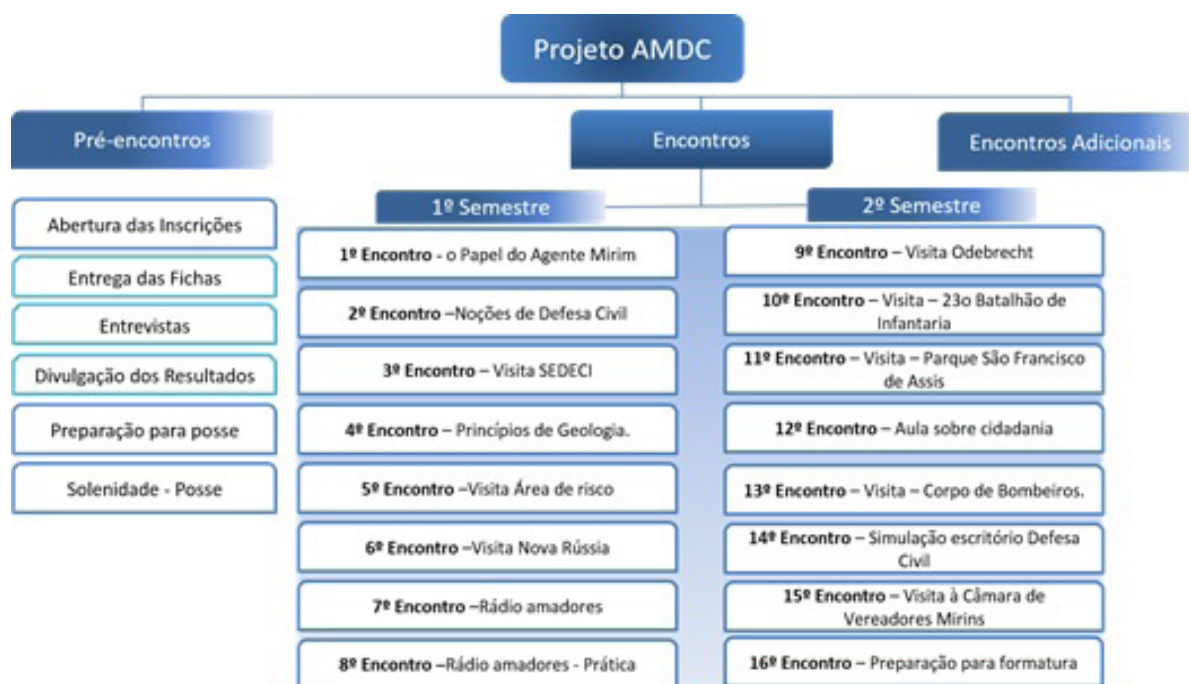 Projeto AMDC
Pré-encontros
Encontros
Encontros Adicionais
Abertura das Inscrições
Entrega das Fichas
Entrevistas
Divulgação dos Resultados
Preparação para posse
Solenidade - Posse
1º Semestre
1º Encontro - o Papel do Agente Mirim
2º Encontro –Noções de Defesa Civil
3º Encontro – Visita SEDECI
4º Encontro – Princípios de Geologia.
5º Encontro –Visita Área de risco
6º Encontro –Visita Nova Rússia
7º Encontro –Rádio amadores
8º Encontro –Rádio amadores - Prática
2º Semestre
9º Encontro – Visita Odebrecht
10º Encontro – Visita – 23o Batalhão de
Infantaria
11º Encontro – Visita – Parque São Francisco
de Assis
12º Encontro – Aula sobre cidadania
13º Encontro – Visita – Corpo de Bombeiros.
14º Encontro – Simulação escritório Defesa
Civil
15º Encontro – Visita à Câmara de
Vereadores Mirins
16º Encontro – Preparação para formatura